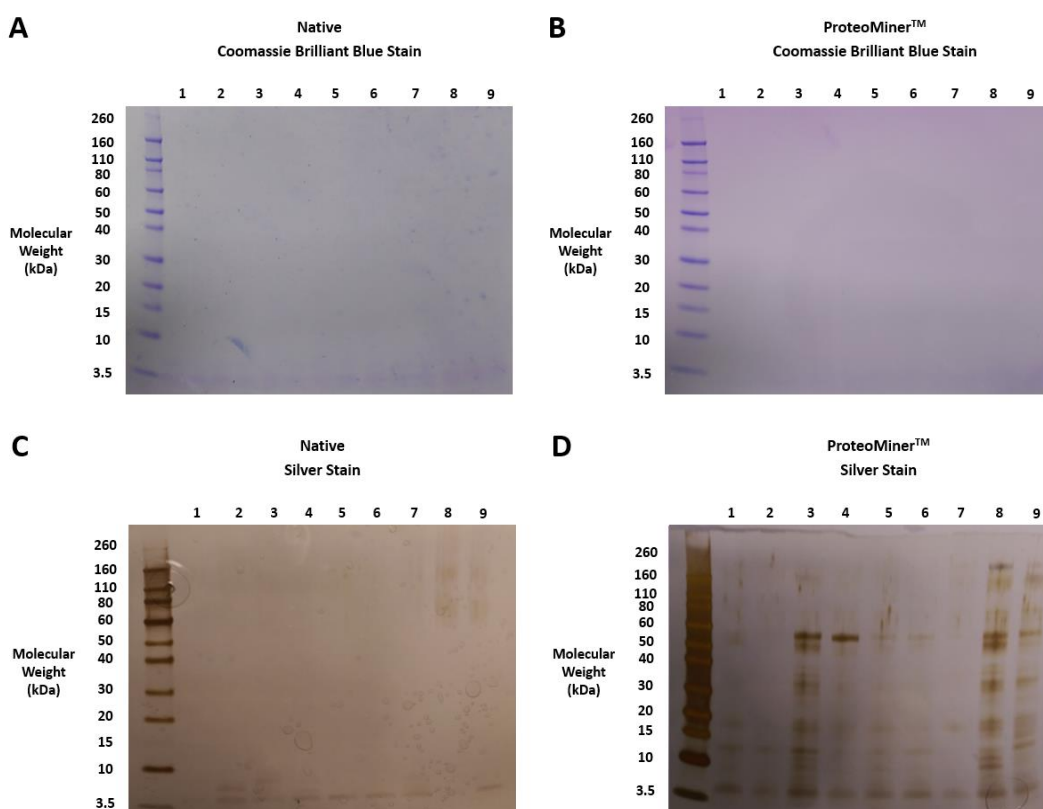 A
Native
Coomassie Brilliant Blue Stain
1 2 3 4 5 6 7 8 9
260
160
110
80
60
50
40
30
20
15
10
3.5
Molecular
Weight
(kDa)
B
ProteoMiner™
Coomassie Brilliant Blue Stain
1 2 3 4 5 6 7 8 9
260
160
110
80
60
50
40
30
20
15
10
3.5
Molecular
Weight
(kDa)
C
Native
Silver Stain
1 2 3 4 5 6 7 8 9
260
160
110
80
60
50
40
30
20
15
10
3.5
Molecular
Weight
(kDa)
D
ProteoMiner™
Silver Stain
1 2 3 4 5 6 7 8 9
260
160
110
80
60
50
40
30
20
15
10
3.5
Molecular
Weight
(kDa)